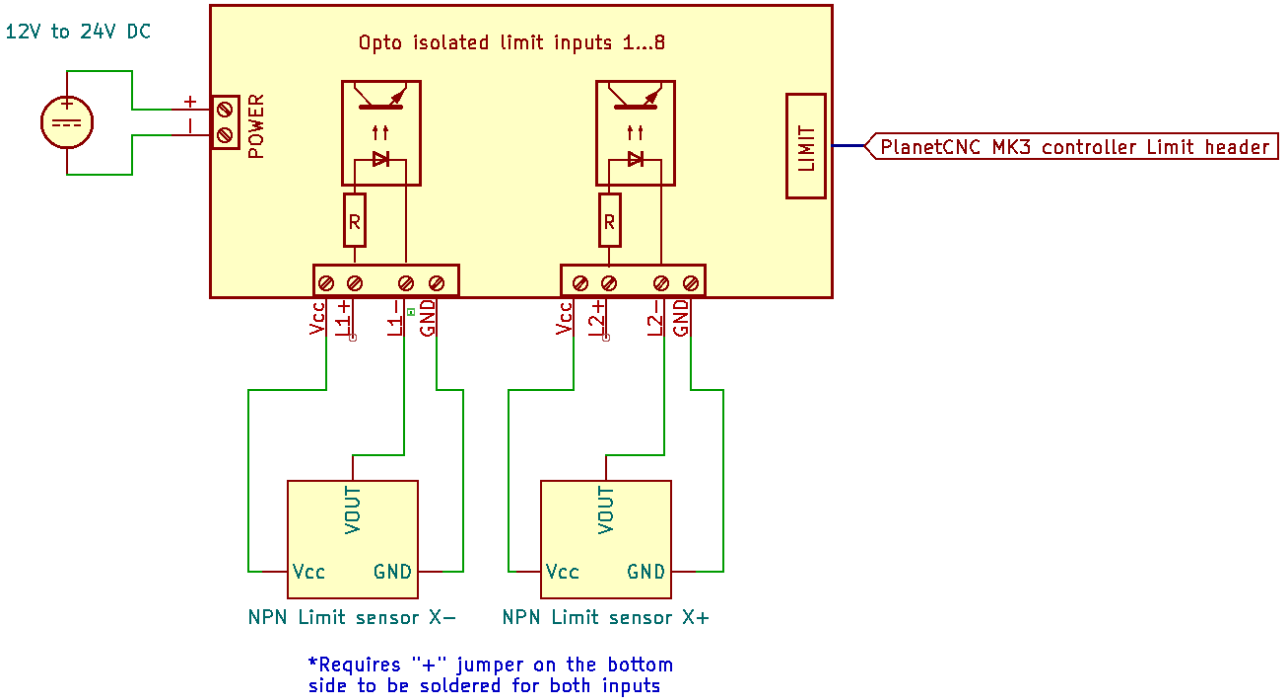 12V to 24V DC
Opto isolated limit inputs 1...8
+
−
POWER
LIMIT
PlanetCNC MK3 controller Limit header
R
R
Vcc
L1+
L1-
GND
Vcc
L2+
L2-
GND
VOUT
Vcc
GND
VOUT
Vcc
GND
NPN Limit sensor X-
NPN Limit sensor X+
*Requires "+" jumper on the bottom
side to be soldered for both inputs